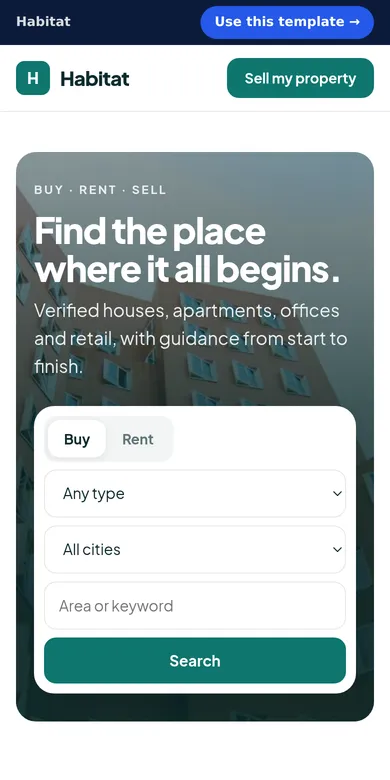 Habitat
Use this template →
H
Habitat
Sell my property
BUY · RENT · SELL
Find the place
where it all begins.
Verified houses, apartments, offices
and retail, with guidance from start to
finish.
Buy
Rent
Any type
All cities
Area or keyword
Search